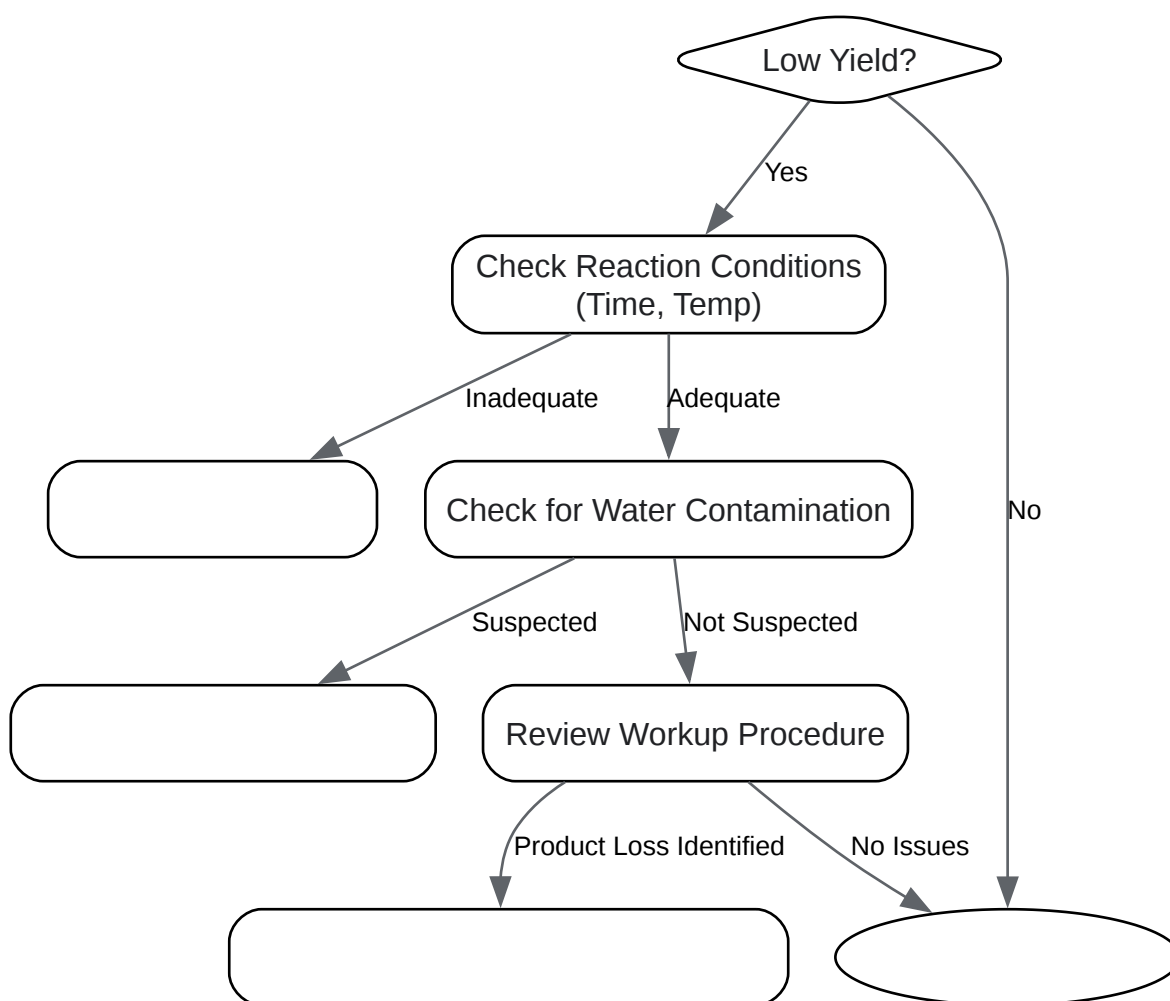 Low Yield?
Yes
Check Reaction Conditions
(Time, Temp)
Inadequate
Adequate
Check for Water Contamination
No
Suspected
Not Suspected
Review Workup Procedure
Product Loss Identified
No Issues